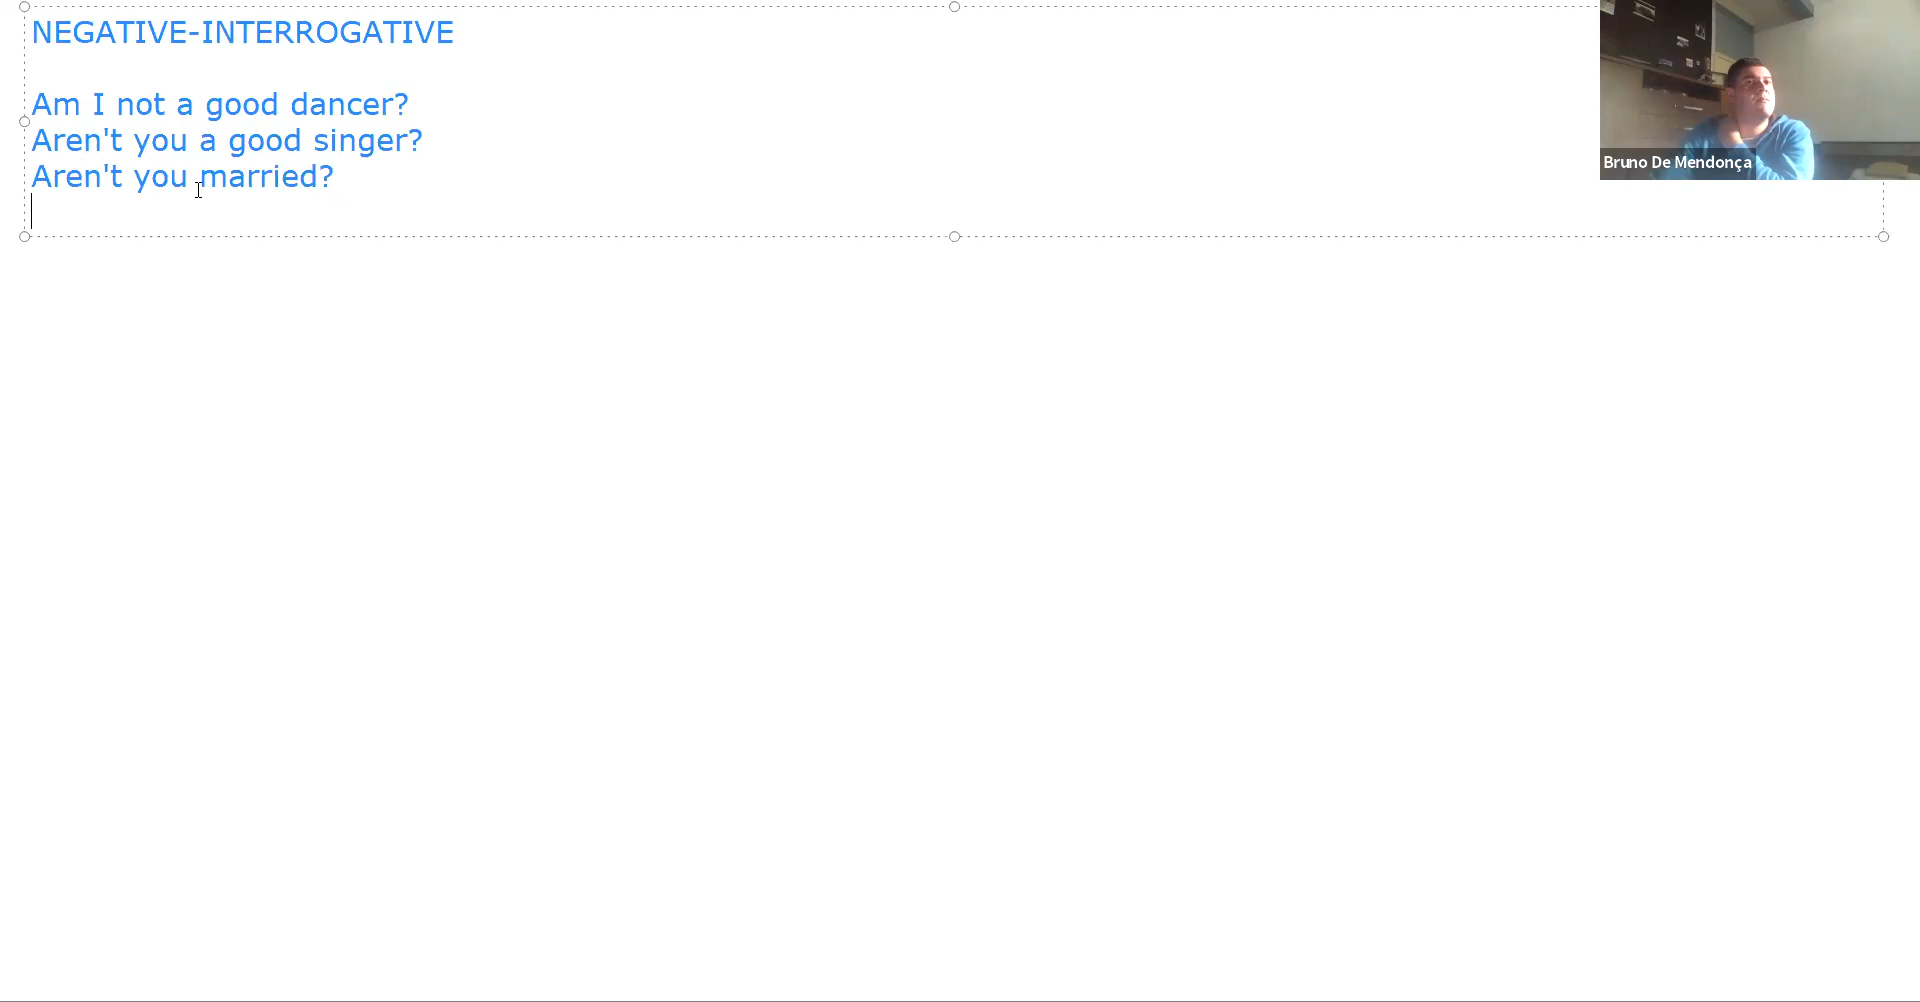 NEGATIVE-INTERROGATIVE
Am I not a good dancer?
Aren't you a good singer?
Aren't you married?
Bruno De Mendonça